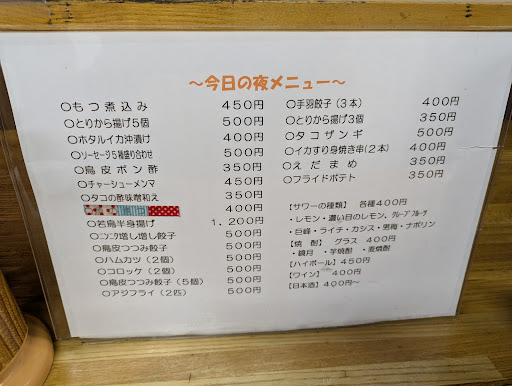 ～今日の夜メニュー～
○もつ煮込み 450円
○とりから揚げ5個 500円
○ホタルイカ沖漬け 400円
○ソーセージ5種盛り合わせ 500円
○鳥皮ポン酢 350円
○チャーシューメンマ 450円
○タコの酢味噌和え 350円
400円
○若鳥半身揚げ 1,200円
○ニンニク増し増し餃子 500円
○鳥皮つつみ餃子 500円
○ハムカツ（2個） 500円
○コロッケ（2個） 500円
○鳥皮つつみ餃子（5個） 500円
○アジフライ（2匹） 500円
○手羽餃子（3本） 400円
○とりから揚げ3個 350円
○タコザンギ 500円
○イカすり身焼き串（2本） 400円
○えだまめ 350円
○フライドポテト 350円
【サワーの種類】 各種400円
・レモン・濃い目のレモン、グレープフルーツ
・巨峰・ライチ・カシス・男梅・ナポリン
【焼酎】 グラス 400円
・鏡月 ・芋焼酎 ・麦焼酎
【ハイボール】450円
【ワイン】 400円
【日本酒】400円～